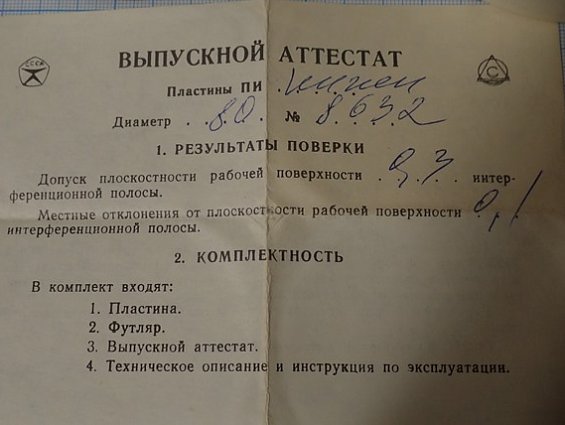 СССР
ВЫПУСКНОЙ АТТЕСТАТ
С
Пластины ПИ
Диаметр . . 80. № 8632
1. РЕЗУЛЬТАТЫ ПОВЕРКИ
Допуск плоскостности рабочей поверхности 0,3 . . интер-
ференционной полосы.
Местные отклонения от плоскостности рабочей поверхности 0,1
интерференционной полосы.
2. КОМПЛЕКТНОСТЬ
В комплект входят:
1. Пластина.
2. Футляр.
3. Выпускной аттестат.
4. Техническое описание и инструкция по эксплуатации.